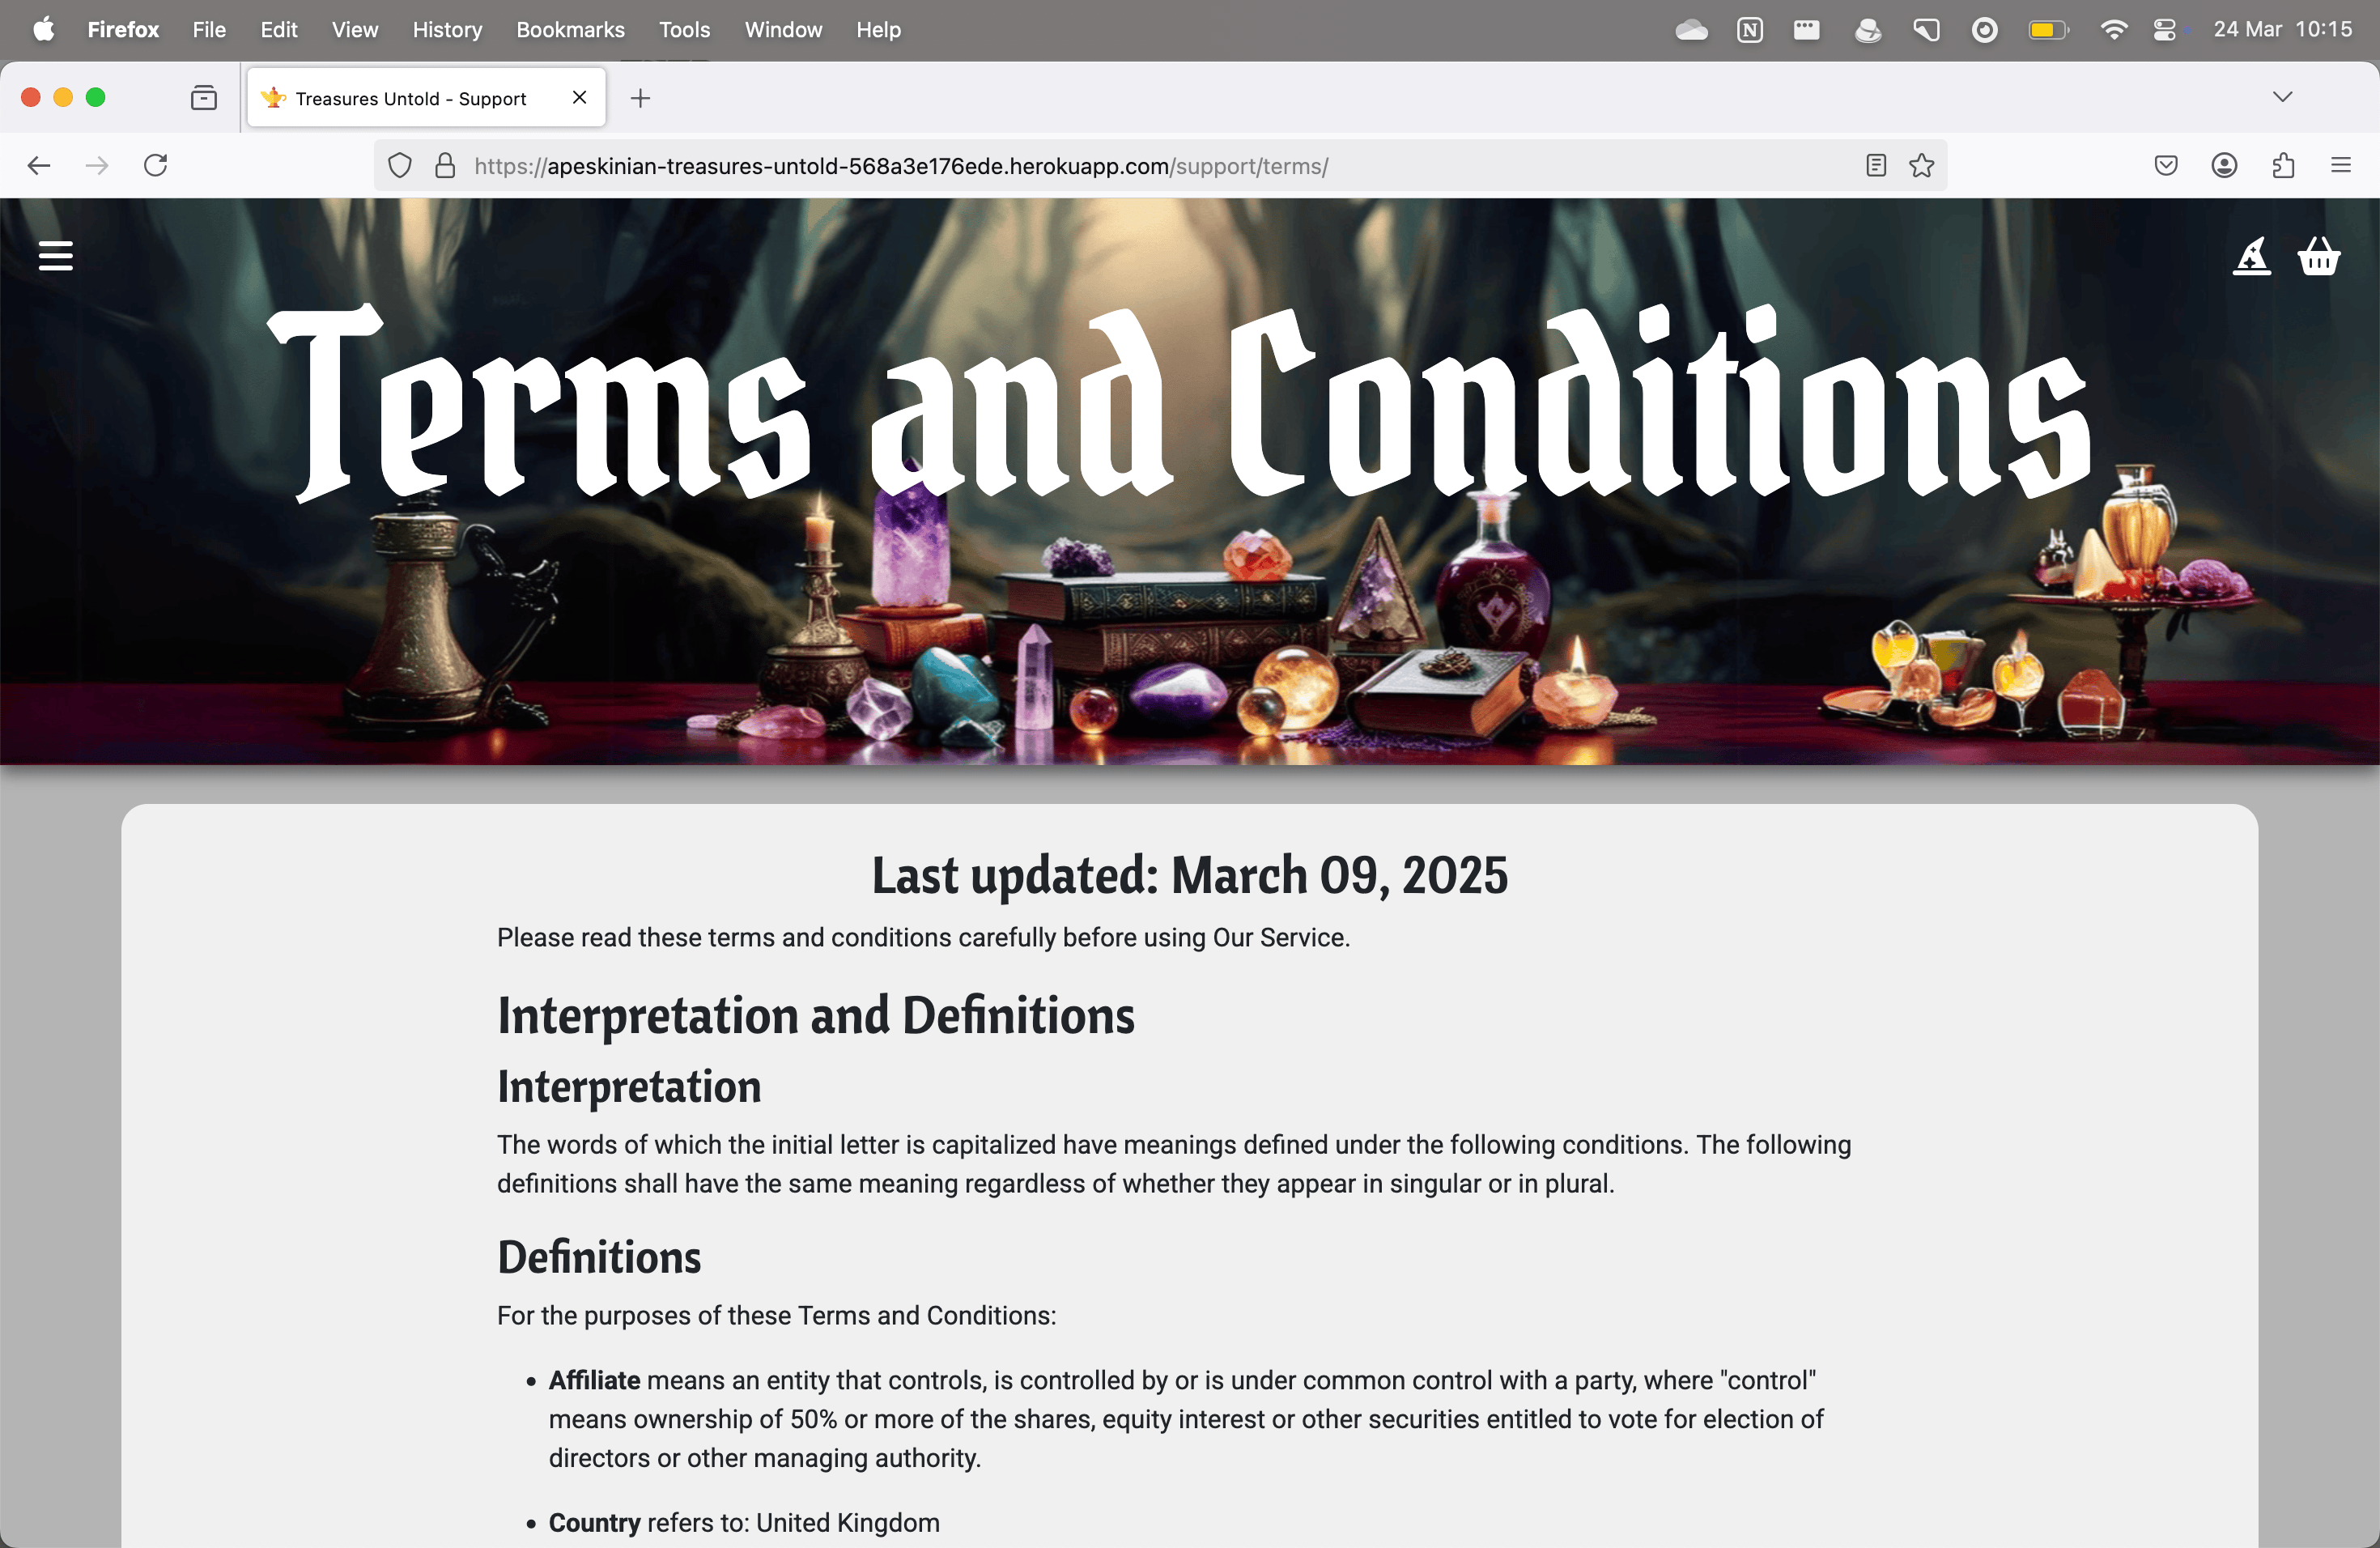 Firefox File Edit View History Bookmarks Tools Window Help
24 Mar 10:15
Treasures Untold - Support
https://apeskinian-treasures-untold-568a3e176ede.herokuapp.com/support/terms/
Terms and Conditions
Last updated: March 09, 2025
Please read these terms and conditions carefully before using Our Service.
Interpretation and Definitions
Interpretation
The words of which the initial letter is capitalized have meanings defined under the following conditions. The following
definitions shall have the same meaning regardless of whether they appear in singular or in plural.
Definitions
For the purposes of these Terms and Conditions:
• Affiliate means an entity that controls, is controlled by or is under common control with a party, where "control"
means ownership of 50% or more of the shares, equity interest or other securities entitled to vote for election of
directors or other managing authority.
• Country refers to: United Kingdom